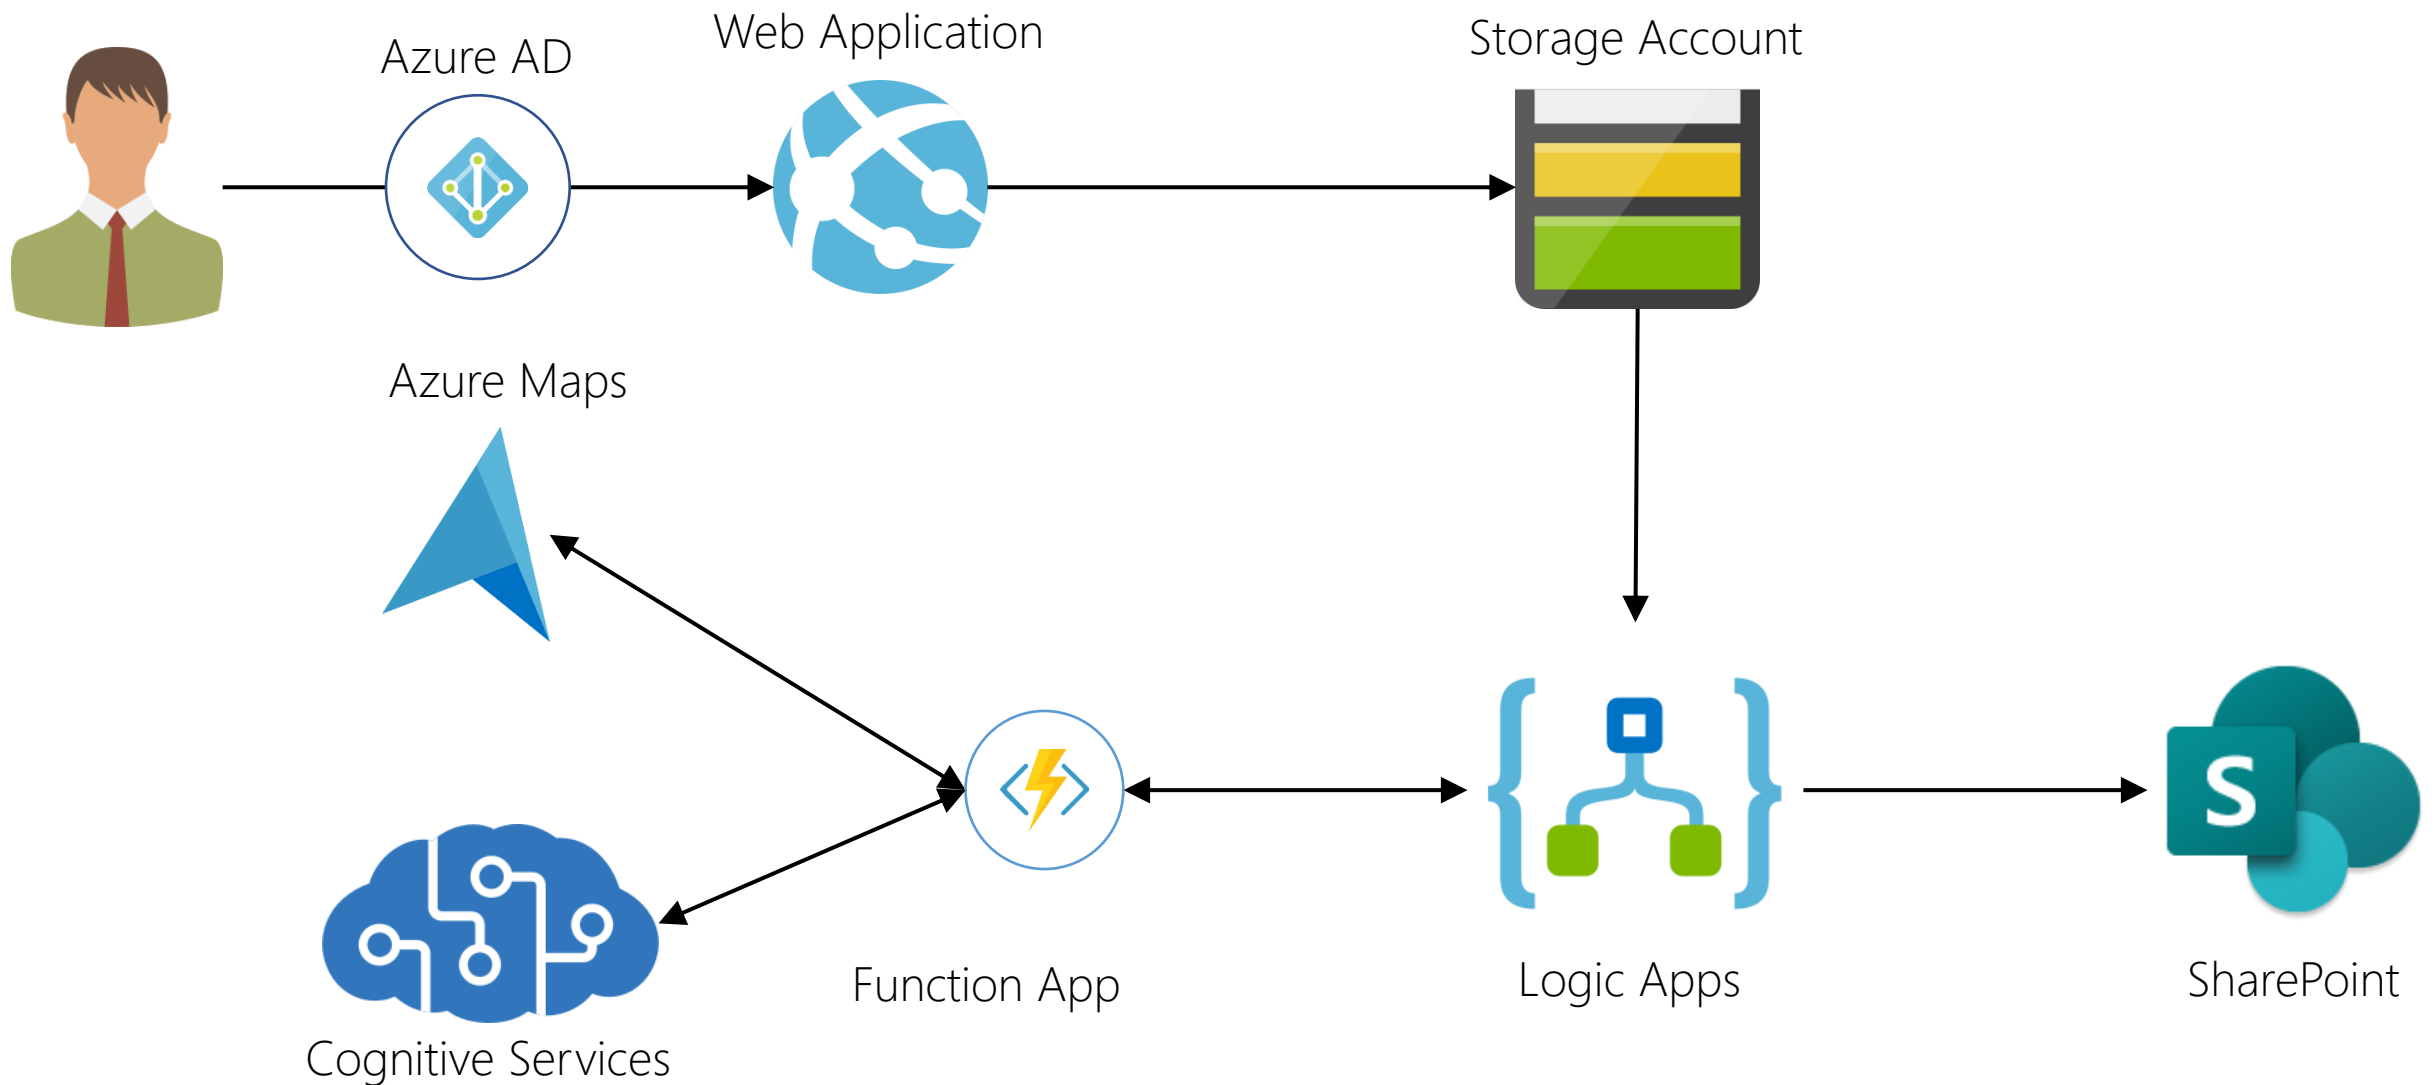 Azure AD
Web Application
Storage Account
Azure Maps
S
Function App
Logic Apps
SharePoint
Cognitive Services